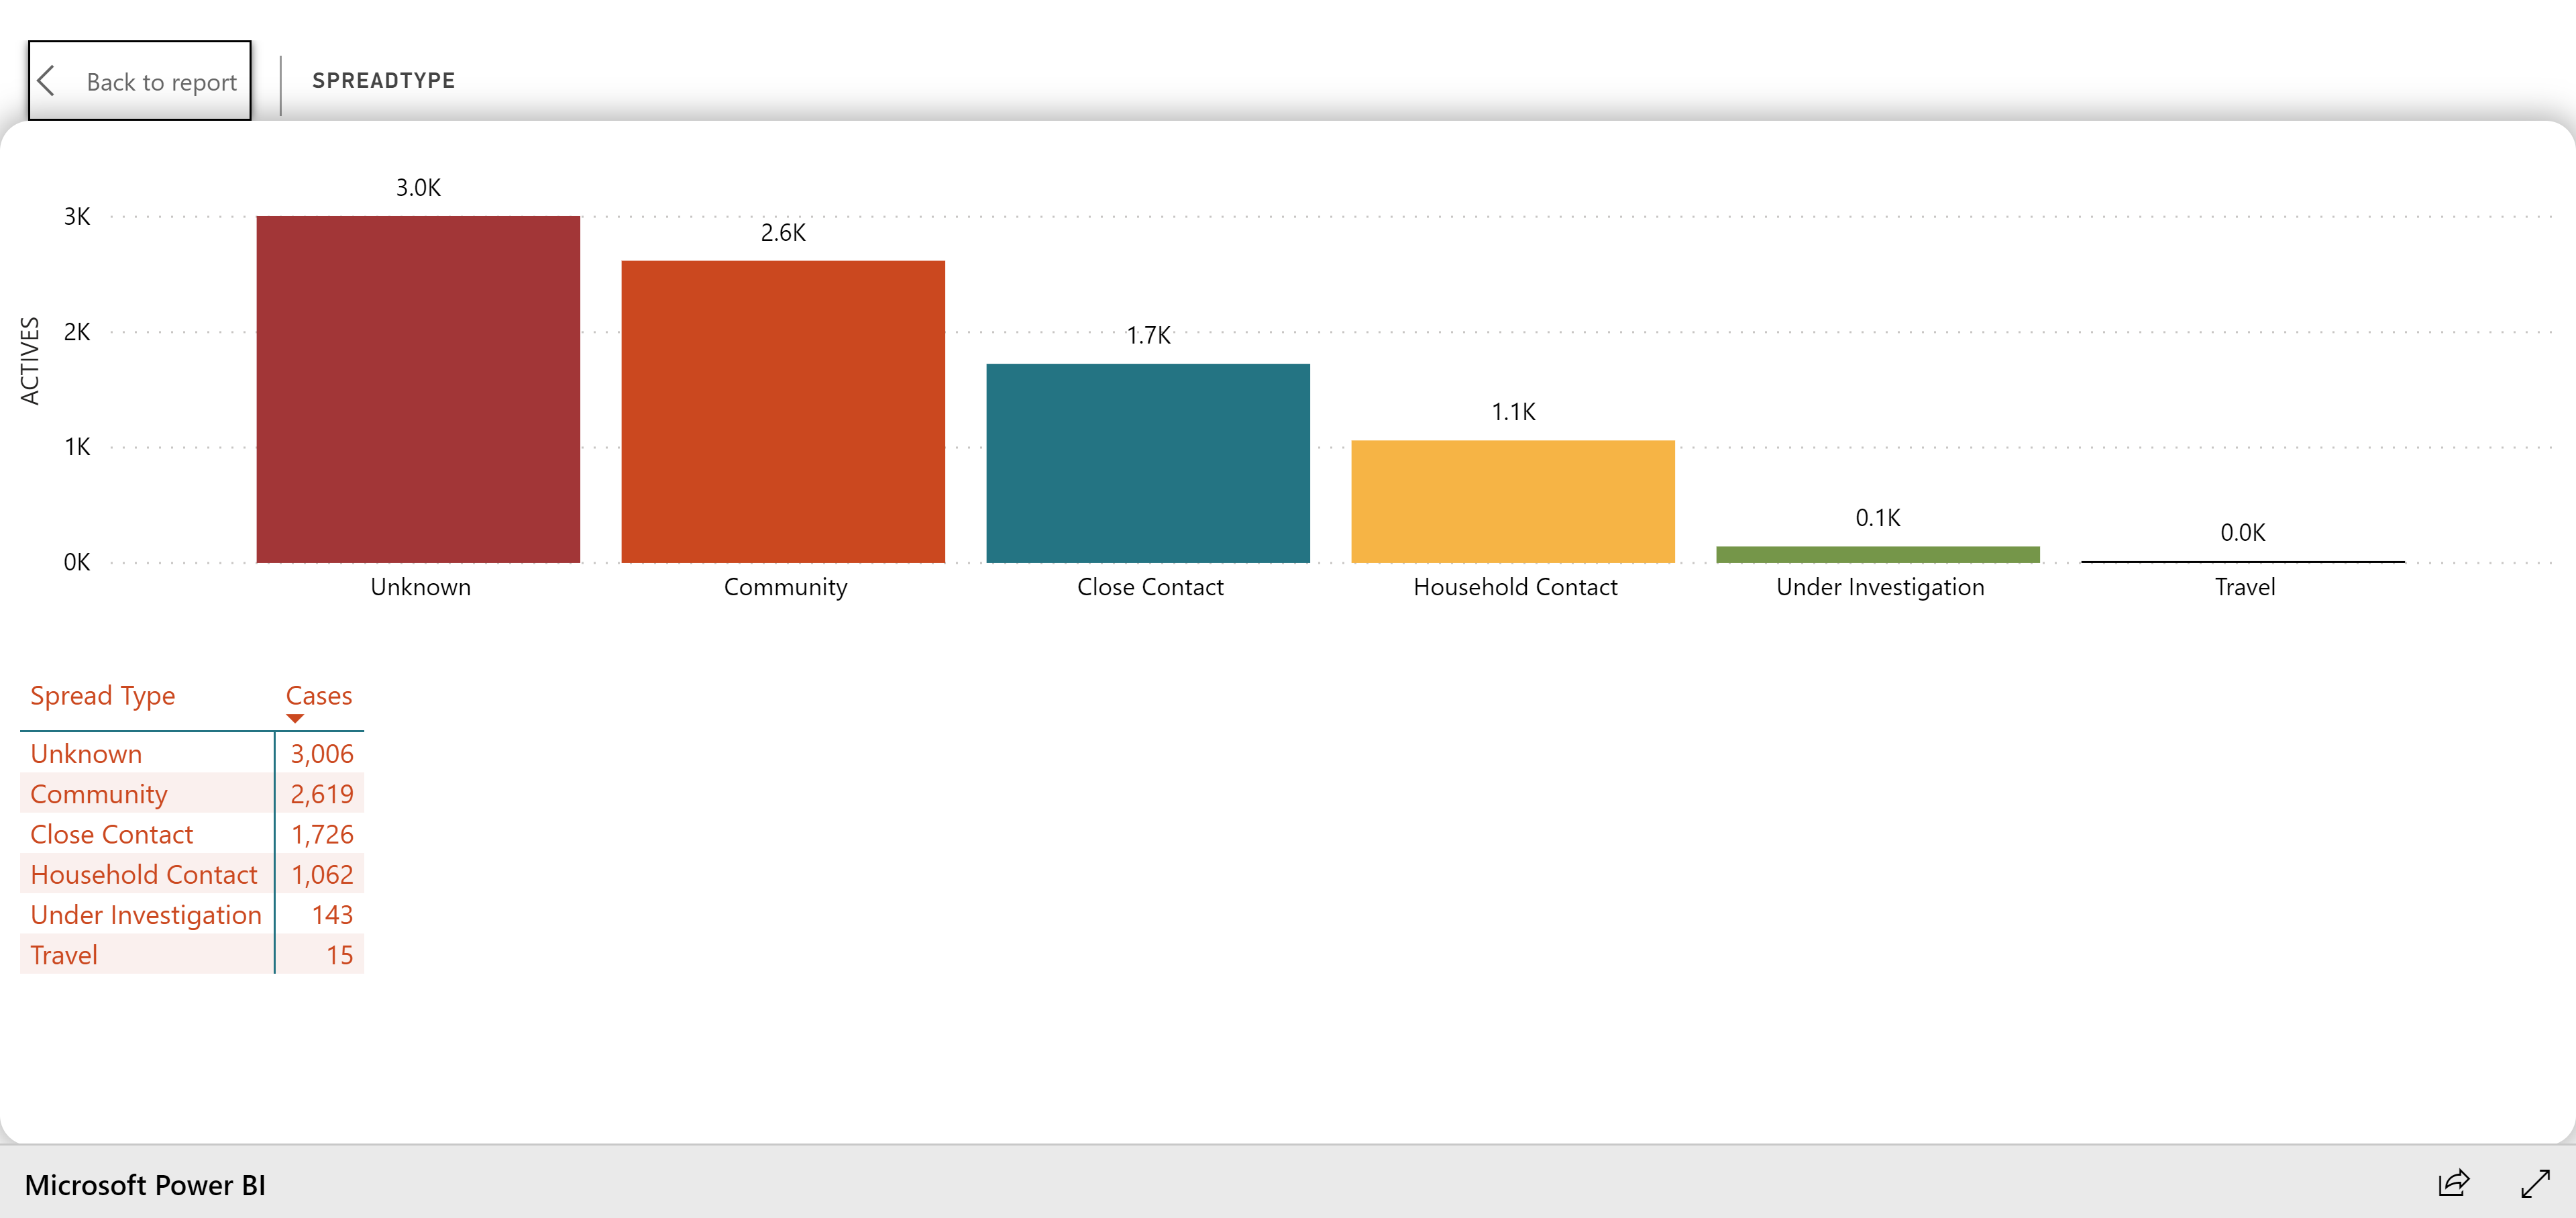 Back to report
SPREADTYPE
3.0K
3K
2.6K
2K
1.7K
ACTIVES
1K
1.1K
0.1K
0.0K
0K
Unknown Community Close Contact Household Contact Under Investigation Travel
Spread Type Cases
Unknown 3,006
Community 2,619
Close Contact 1,726
Household Contact 1,062
Under Investigation 143
Travel 15
Microsoft Power BI